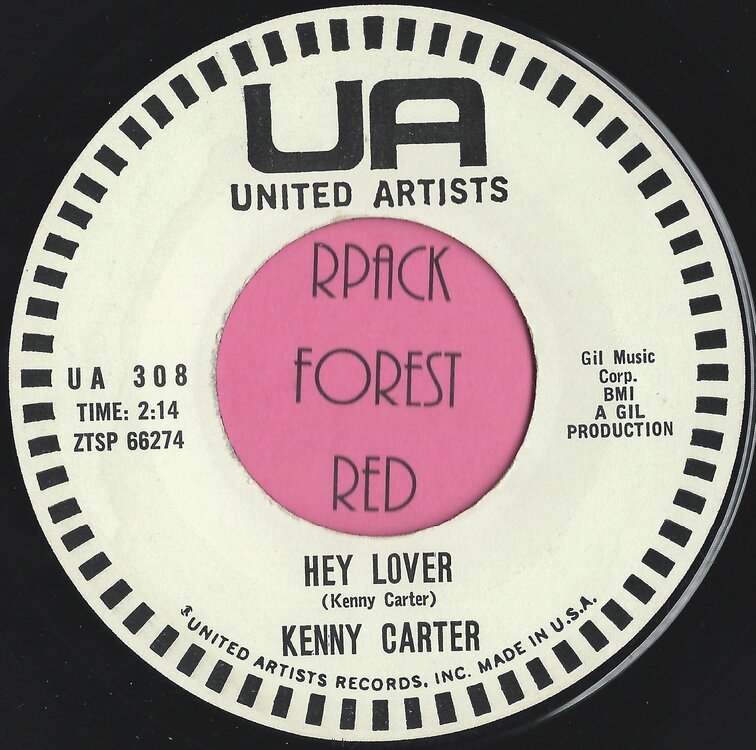 UA
UNITED ARTISTS
RPACK
FOREST
RED
UA 308
TIME: 2:14
ZTSP 66274
Gil Music
Corp.
BMI
A GIL
PRODUCTION
HEY LOVER
(Kenny Carter)
KENNY CARTER
UNITED ARTISTS RECORDS, INC. MADE IN U.S.A.